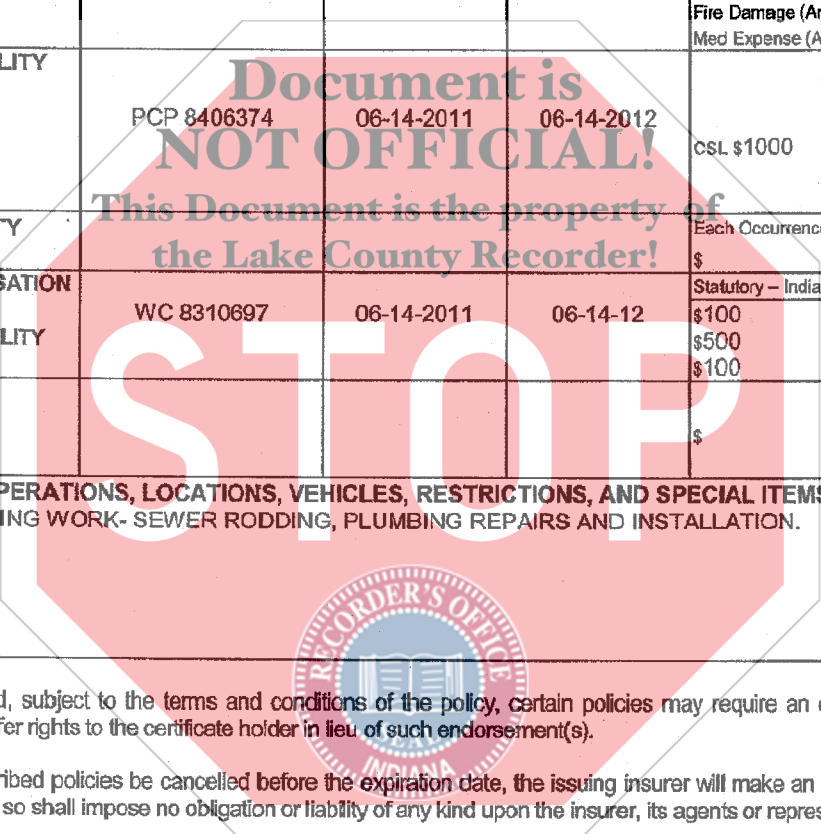 Fire Damage (An
Med Expense (A
LITY
Document is
PCP 8406374 06-14-2011 06-14-2012
NOT OFFICIAL!
CSL $1000
This Document is the property of
TY
Each Occurrence
the Lake County Recorder!
$
SATION
Statutory – India
WC 8310697 06-14-2011 06-14-12
$100
LITY
$500
$100
STOP
$
PERATIONS, LOCATIONS, VEHICLES, RESTRICTIONS, AND SPECIAL ITEMS
ING WORK- SEWER RODDING, PLUMBING REPAIRS AND INSTALLATION.
RECORDER'S OFFICE
SEAL
INDIANA
d, subject to the terms and conditions of the policy, certain policies may require an e
fer rights to the certificate holder in lieu of such endorsement(s).
ribed policies be cancelled before the expiration date, the issuing insurer will make an
so shall impose no obligation or liability of any kind upon the insurer, its agents or repres